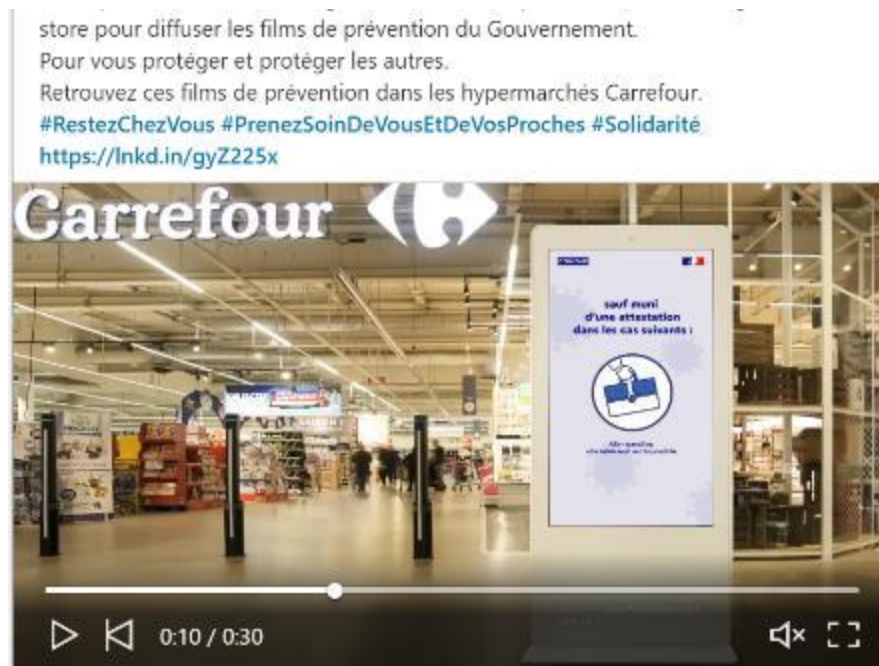 store pour diffuser les films de prévention du Gouvernement.
Pour vous protéger et protéger les autres.
Retrouvez ces films de prévention dans les hypermarchés Carrefour.
#RestezChezVous #PrenezSoinDeVousEtDeVosProches #Solidarité
https://lnkd.in/gyZ225x
Carrefour
sauf muni
d'une attestation
dans les cas suivants :
0:10 / 0:30